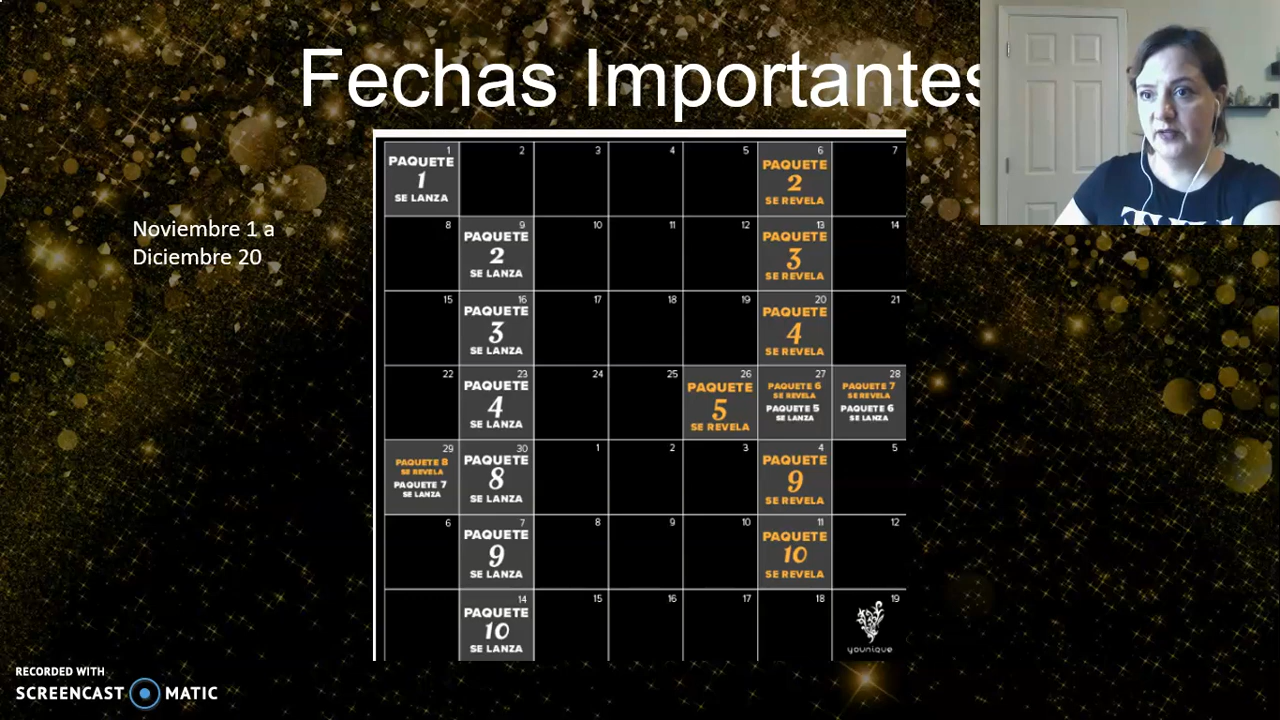 Fechas Importantes
Noviembre 1 a
Diciembre 20
1
PAQUETE
1
SE LANZA
2
3
4
5
6
PAQUETE
2
SE REVELA
7
8
9
PAQUETE
2
SE LANZA
10
11
12
13
PAQUETE
3
SE REVELA
14
15
16
PAQUETE
3
SE LANZA
17
18
19
20
PAQUETE
4
SE REVELA
21
22
23
PAQUETE
4
SE LANZA
24
25
26
PAQUETE
5
SE REVELA
27
PAQUETE 6
SE REVELA
PAQUETE 5
SE LANZA
28
PAQUETE 7
SE REVELA
PAQUETE 6
SE LANZA
29
PAQUETE 8
SE REVELA
PAQUETE 7
SE LANZA
30
PAQUETE
8
SE LANZA
1
2
3
4
PAQUETE
9
SE REVELA
5
6
7
PAQUETE
9
SE LANZA
8
9
10
11
PAQUETE
10
SE REVELA
12
14
PAQUETE
10
SE LANZA
15
16
17
18
19
younique
RECORDED WITH
SCREENCAST MATIC